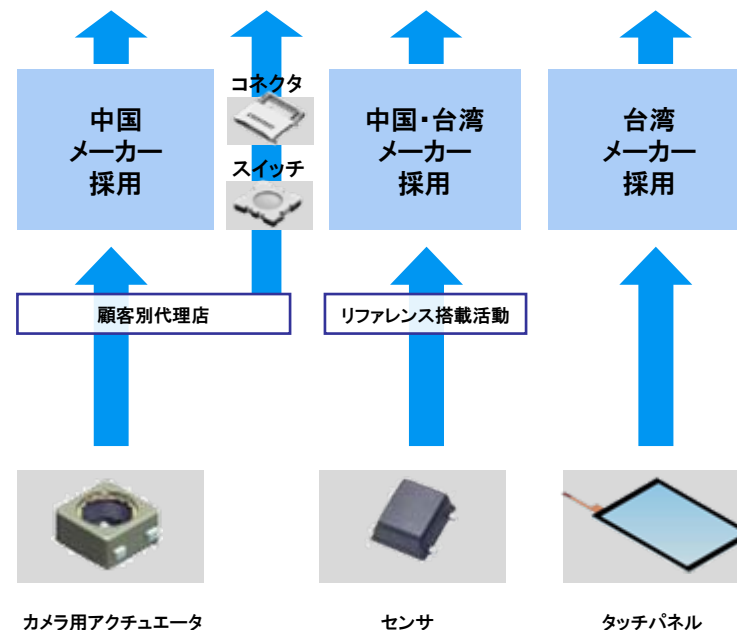 コネクタ
中国
メーカー
採用
スイッチ
中国・台湾
メーカー
採用
台湾
メーカー
採用
顧客別代理店
リファレンス搭載活動
カメラ用アクチュエータ
センサ
タッチパネル